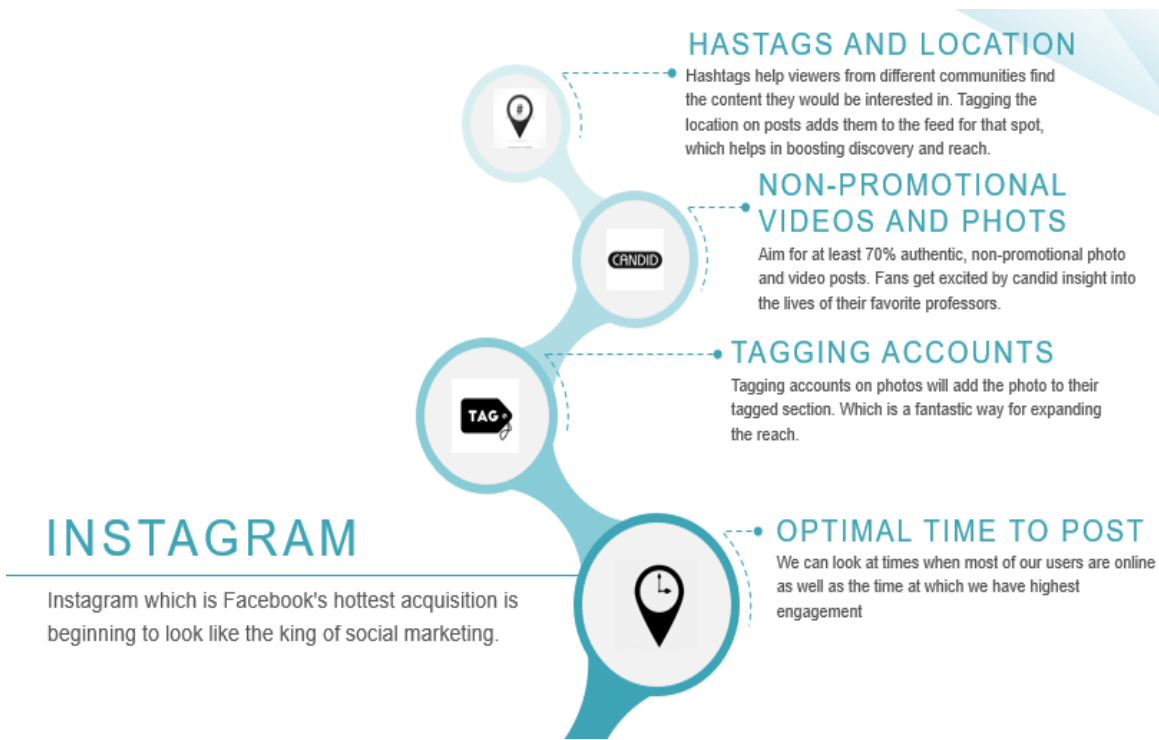 HASTAGS AND LOCATION
Hashtags help viewers from different communities find
the content they would be interested in. Tagging the
location on posts adds them to the feed for that spot,
which helps in boosting discovery and reach.
#
NON-PROMOTIONAL
VIDEOS AND PHOTS
Aim for at least 70% authentic, non-promotional photo
and video posts. Fans get excited by candid insight into
the lives of their favorite professors.
CANDID
TAGGING ACCOUNTS
Tagging accounts on photos will add the photo to their
tagged section. Which is a fantastic way for expanding
the reach.
TAG
INSTAGRAM
Instagram which is Facebook's hottest acquisition is
beginning to look like the king of social marketing.
OPTIMAL TIME TO POST
We can look at times when most of our users are online
as well as the time at which we have highest
engagement